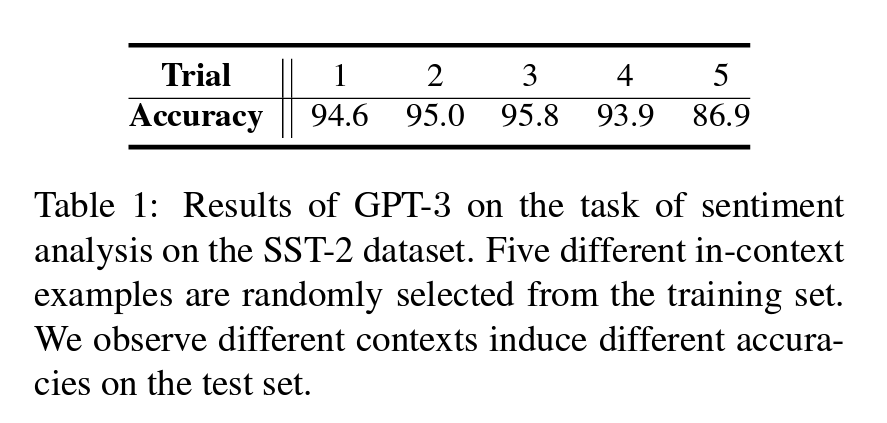 Trial 1 2 3 4 5
Accuracy 94.6 95.0 95.8 93.9 86.9
Table 1: Results of GPT-3 on the task of sentiment
analysis on the SST-2 dataset. Five different in-context
examples are randomly selected from the training set.
We observe different contexts induce different accura-
cies on the test set.